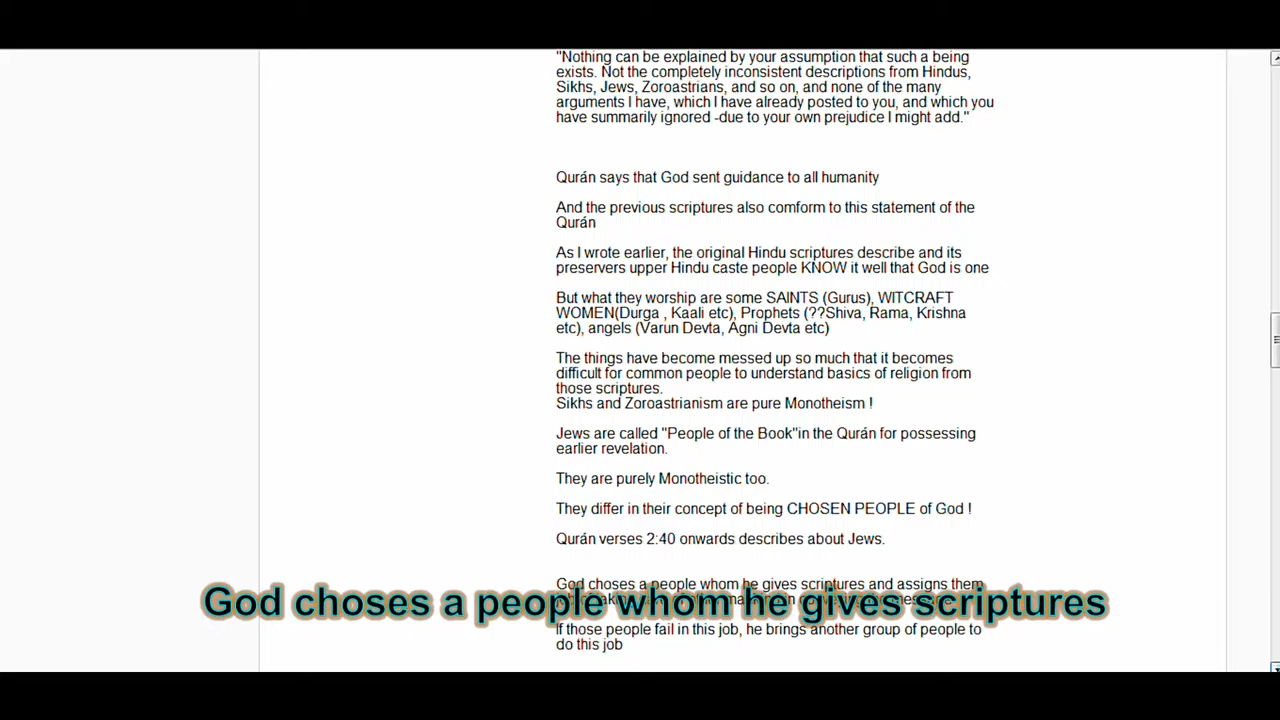 "Nothing can be explained by your assumption that such a being
exists. Not the completely inconsistent descriptions from Hindus,
Sikhs, Jews, Zoroastrians, and so on, and none of the many
arguments I have, which I have already posted to you, and which you
have summarily ignored -due to your own prejudice I might add."
Qurán says that God sent guidance to all humanity
And the previous scriptures also comform to this statement of the
Qurán
As I wrote earlier, the original Hindu scriptures describe and its
preservers upper Hindu caste people KNOW it well that God is one
But what they worship are some SAINTS (Gurus), WITCRAFT
WOMEN(Durga , Kaali etc), Prophets (??Shiva, Rama, Krishna
etc), angels (Varun Devta, Agni Devta etc)
The things have become messed up so much that it becomes
difficult for common people to understand basics of religion from
those scriptures.
Sikhs and Zoroastrianism are pure Monotheism !
Jews are called "People of the Book"in the Qurán for possessing
earlier revelation.
They are purely Monotheistic too.
They differ in their concept of being CHOSEN PEOPLE of God !
Qurán verses 2:40 onwards describes about Jews.
God choses a people whom he gives scriptures and assigns them
God choses a people whom he gives scriptures
If those people fail in this job, he brings another group of people to
do this job